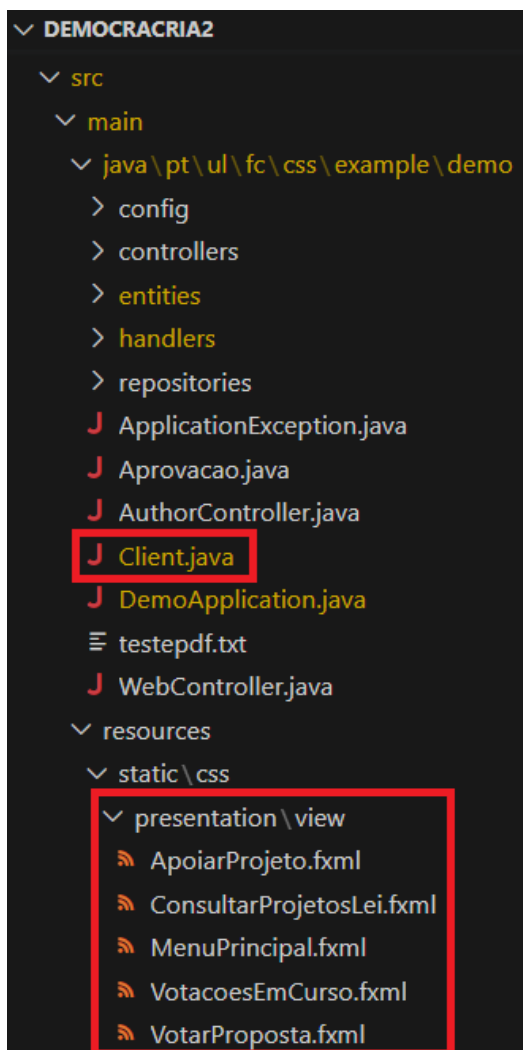 DEMOCRACRIA2
src
main
java\pt\ul\fc\css\example\demo
config
controllers
entities
handlers
repositories
J ApplicationException.java
J Aprovacao.java
J AuthorController.java
J Client.java
J DemoApplication.java
testepdf.txt
J WebController.java
resources
static\css
presentation\view
ApoiarProjeto.fxml
ConsultarProjetosLei.fxml
MenuPrincipal.fxml
VotacoesEmCurso.fxml
VotarProposta.fxml